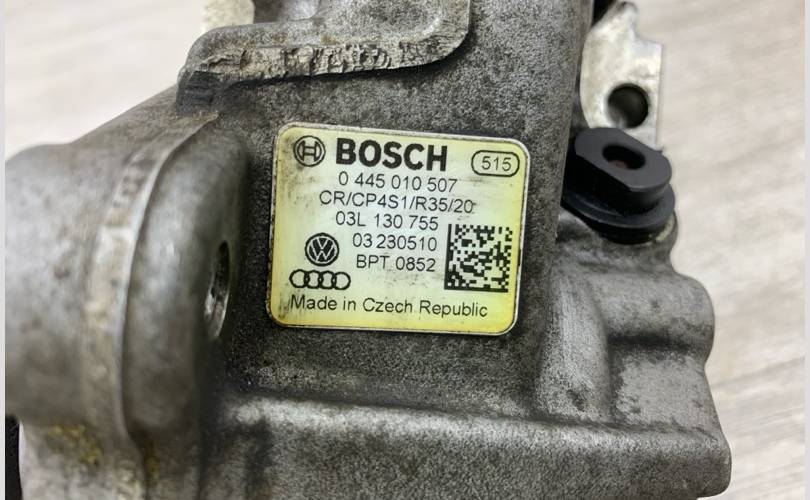 BOSCH 515
0 445 010 507
CR/CP4S1/R35/20
03L 130 755
03 230510
BPT 0852
Made in Czech Republic